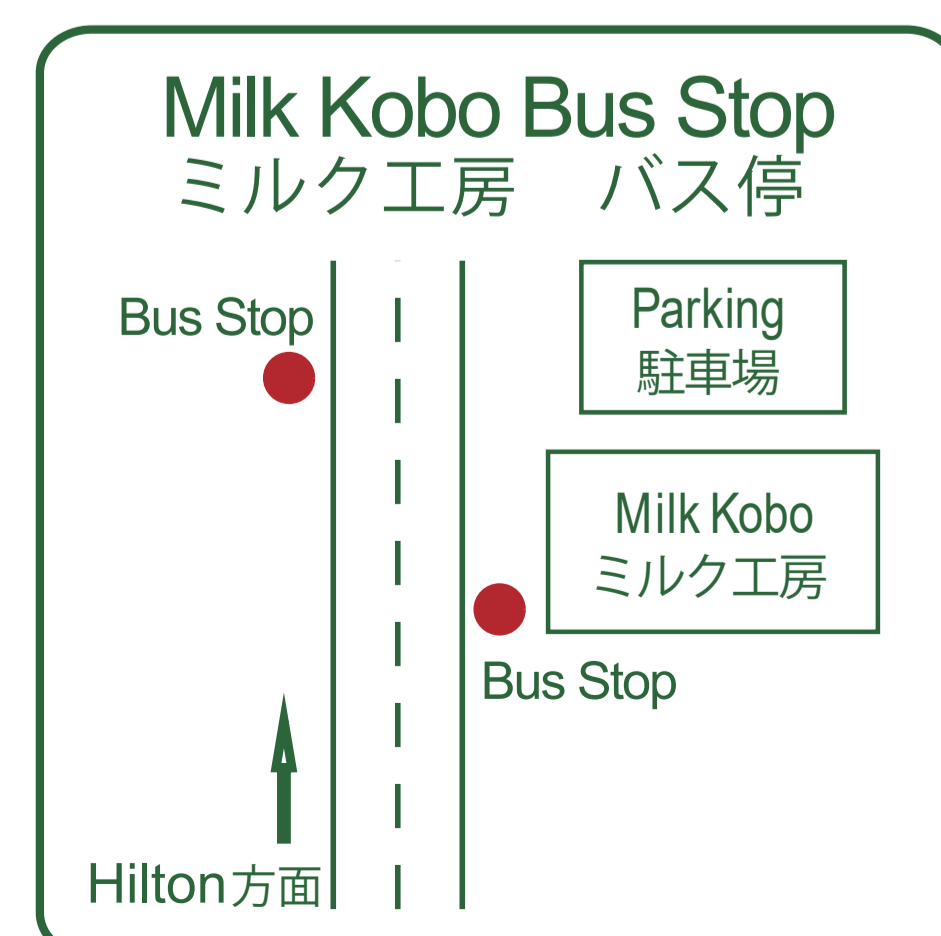 Milk Kobo Bus Stop
ミルク工房　バス停
Bus Stop
Parking
駐車場
Milk Kobo
ミルク工房
Bus Stop
Hilton方面